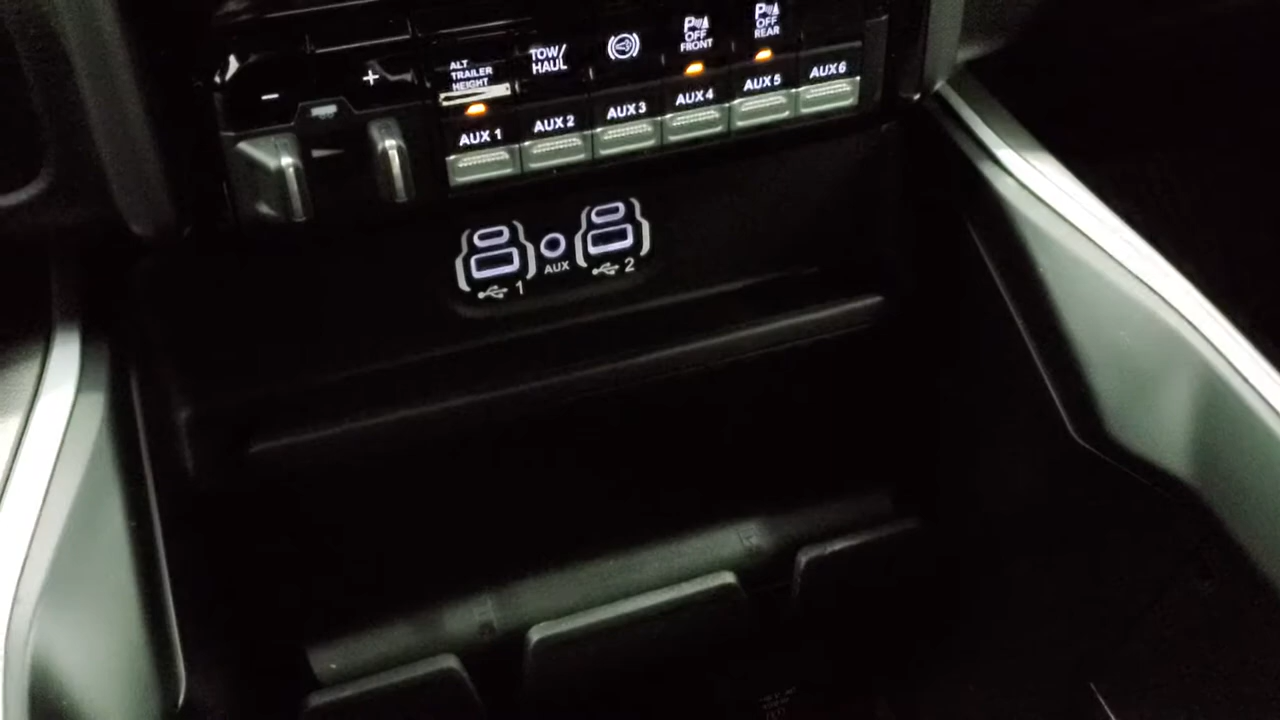 ALT
TRAILER
HEIGHT
TOW/
HAUL
P
OFF
FRONT
P
OFF
REAR
- +
AUX 1 AUX 2 AUX 3 AUX 4 AUX 5 AUX 6
AUX
1 2